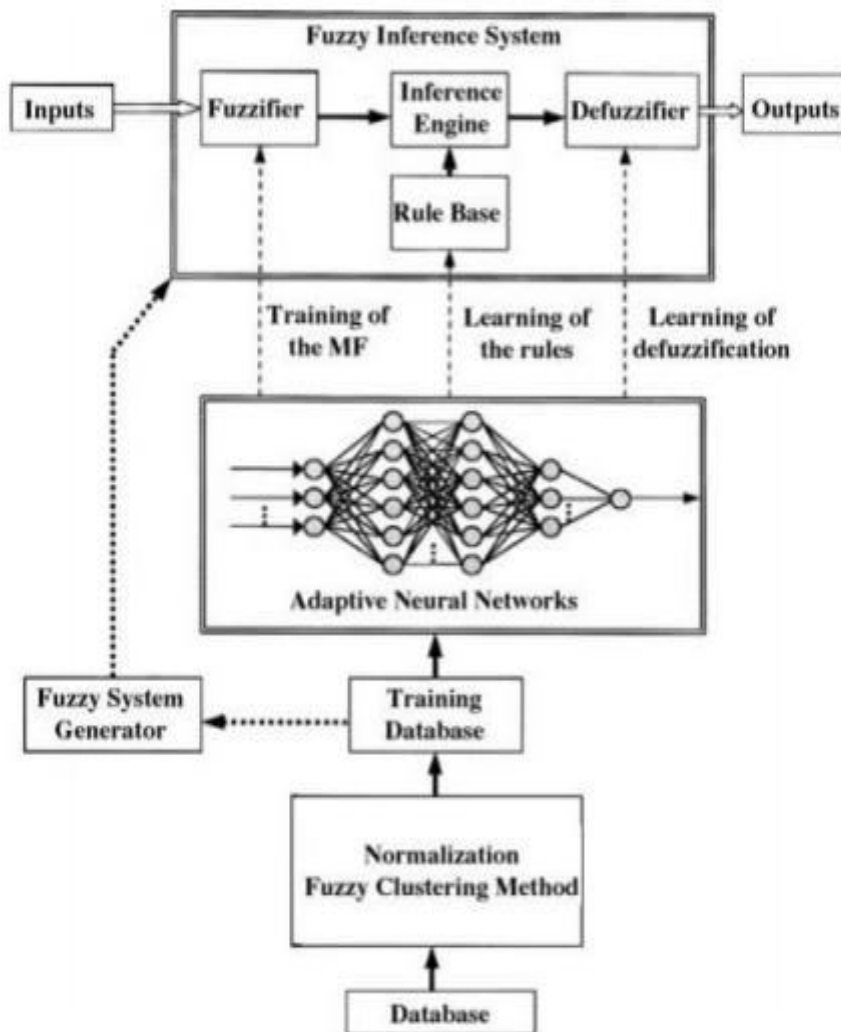 Fuzzy Inference System
Inputs
Fuzzifier
Inference
Engine
Defuzzifier
Outputs
Rule Base
Training of
the MF
Learning of
the rules
Learning of
defuzzification
Adaptive Neural Networks
Fuzzy System
Generator
Training
Database
Normalization
Fuzzy Clustering Method
Database